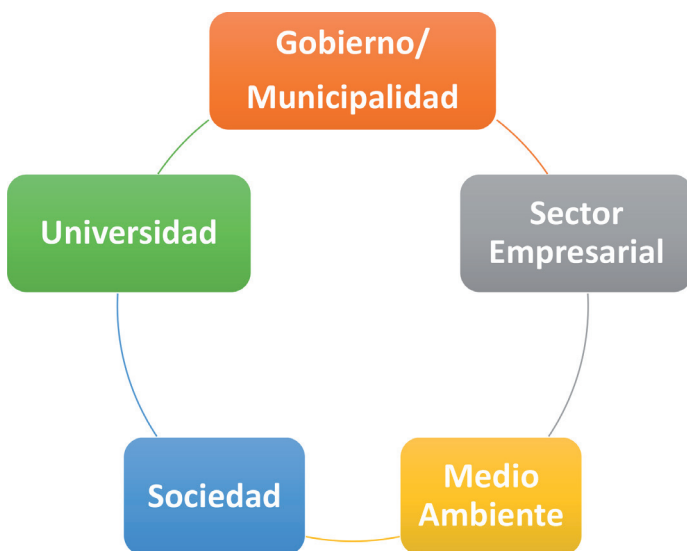 Gobierno/
Municipalidad
Universidad
Sector
Empresarial
Sociedad
Medio
Ambiente